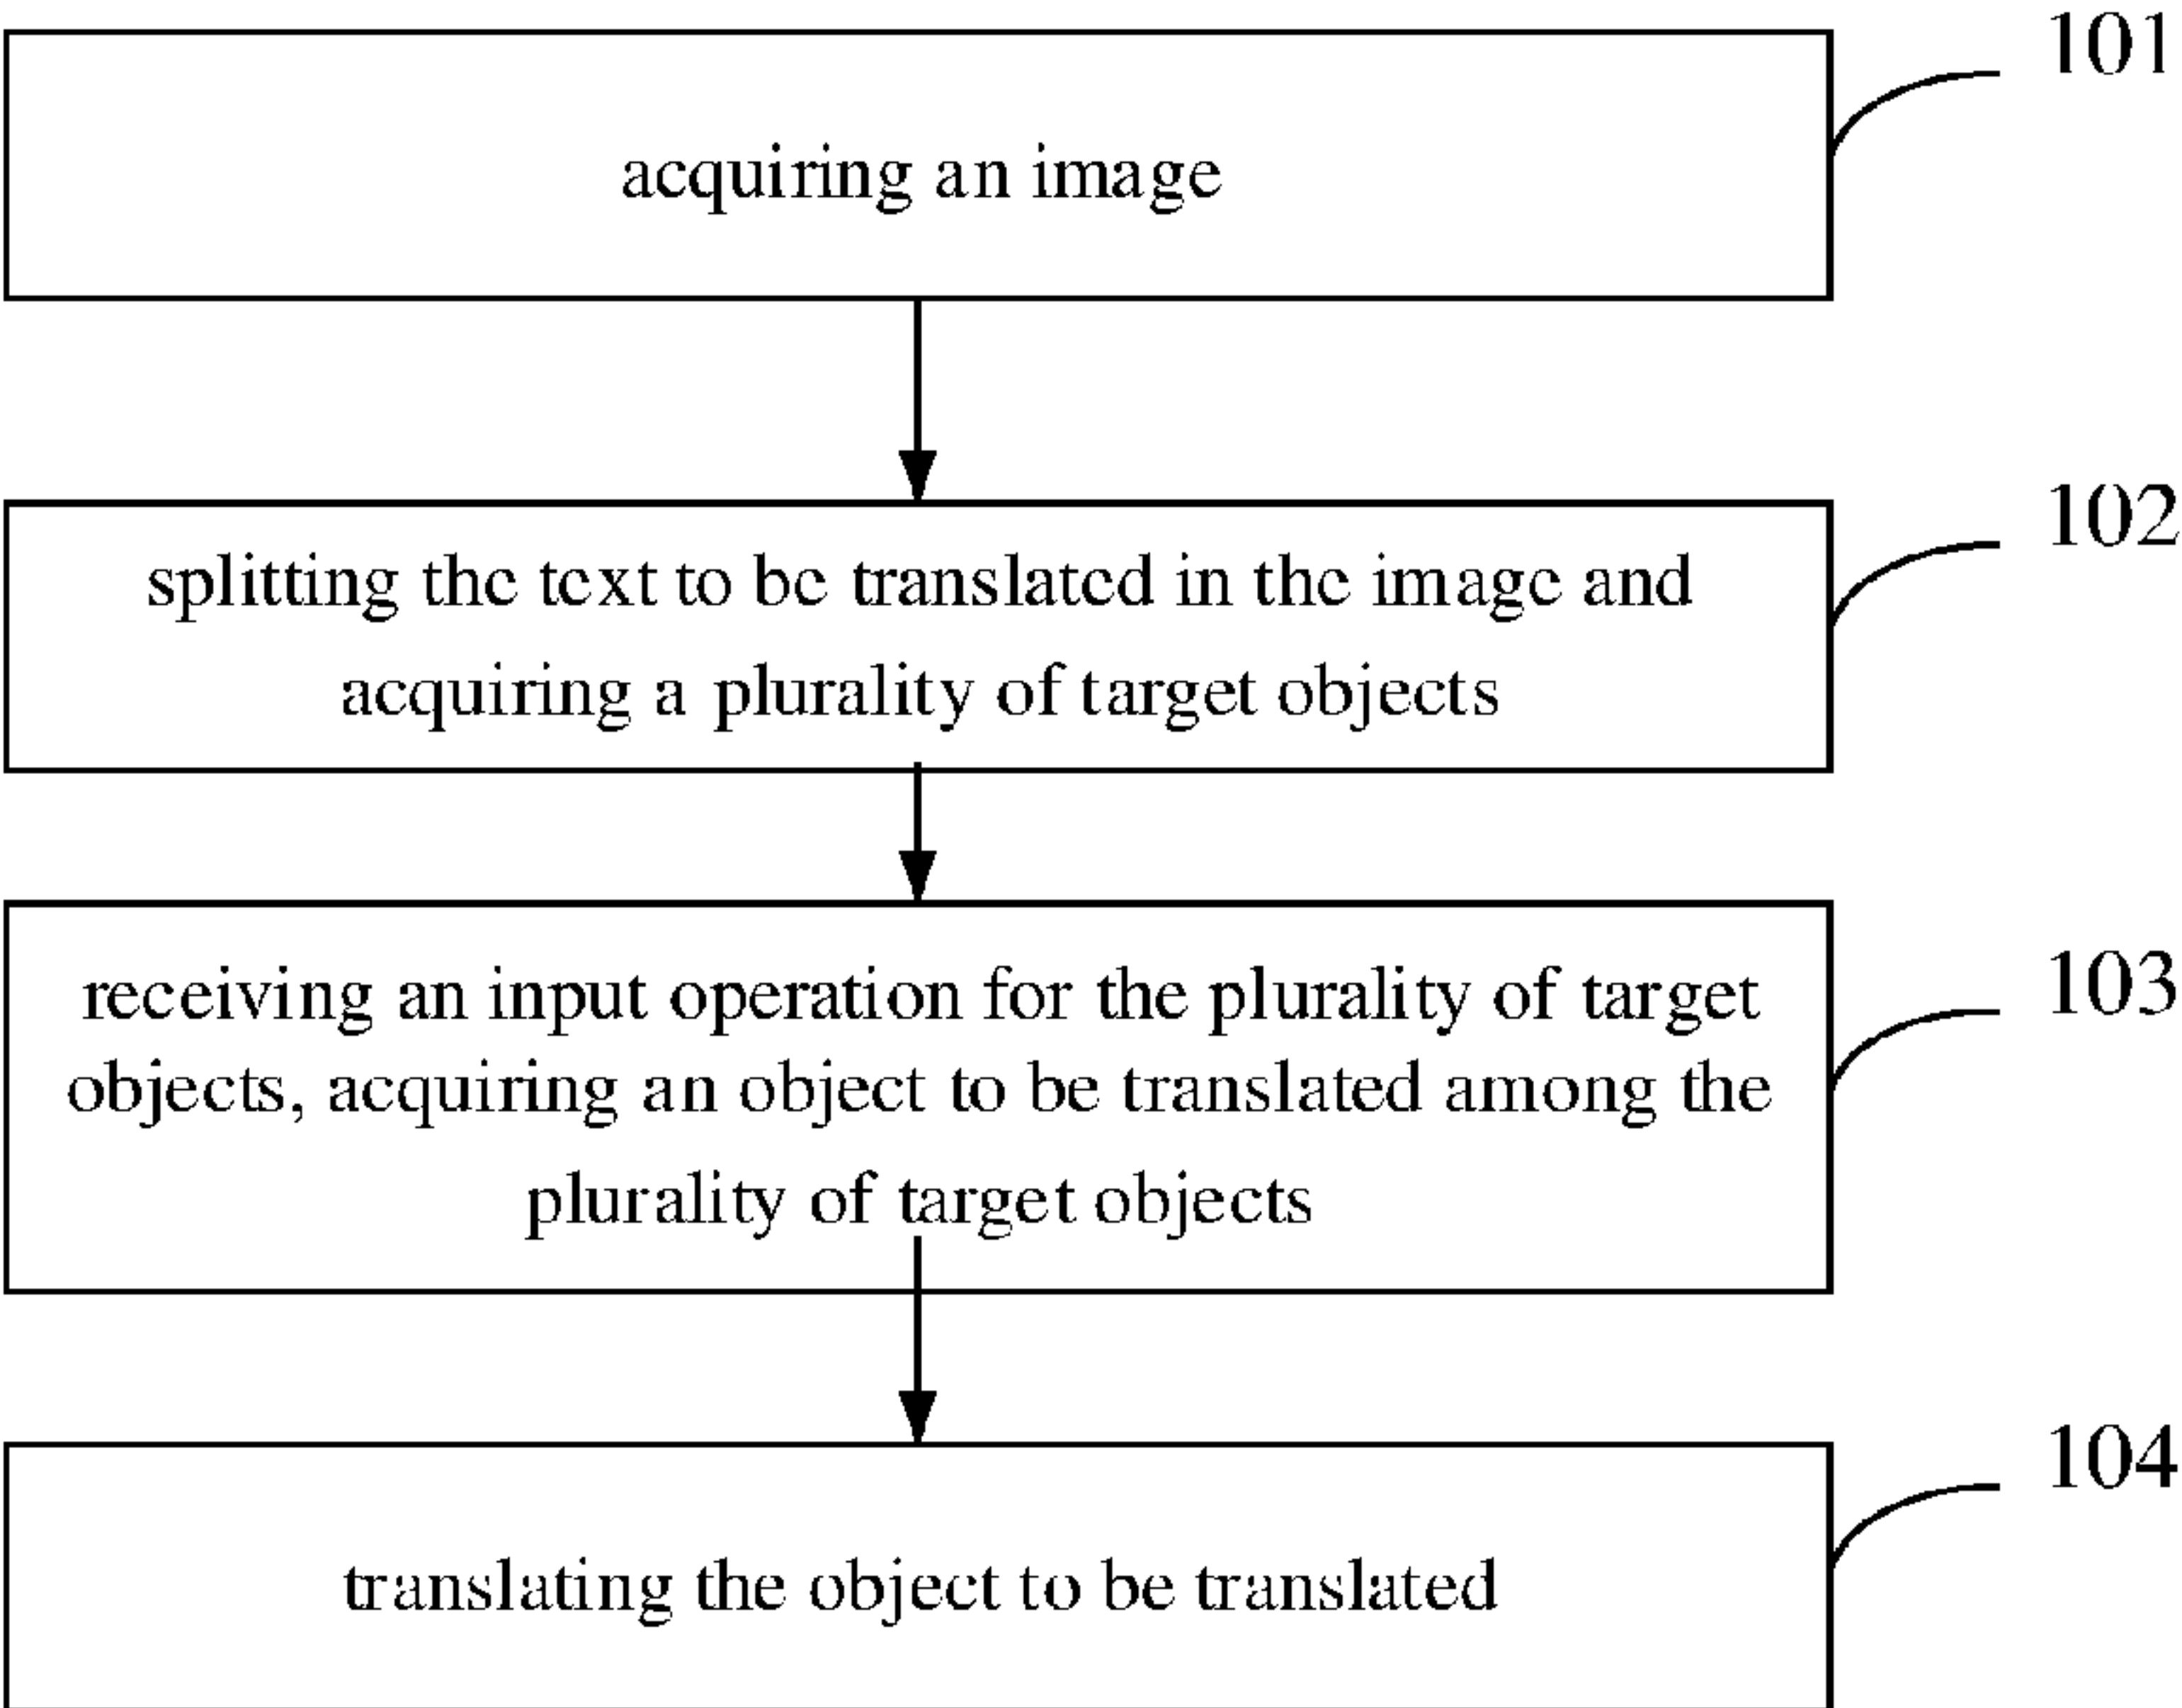 101
acquiring an image
102
splitting the text to be translated in the image and
acquiring a plurality of target objects
103
receiving an input operation for the plurality of target
objects, acquiring an object to be translated among the
plurality of target objects
104
translating the object to be translated